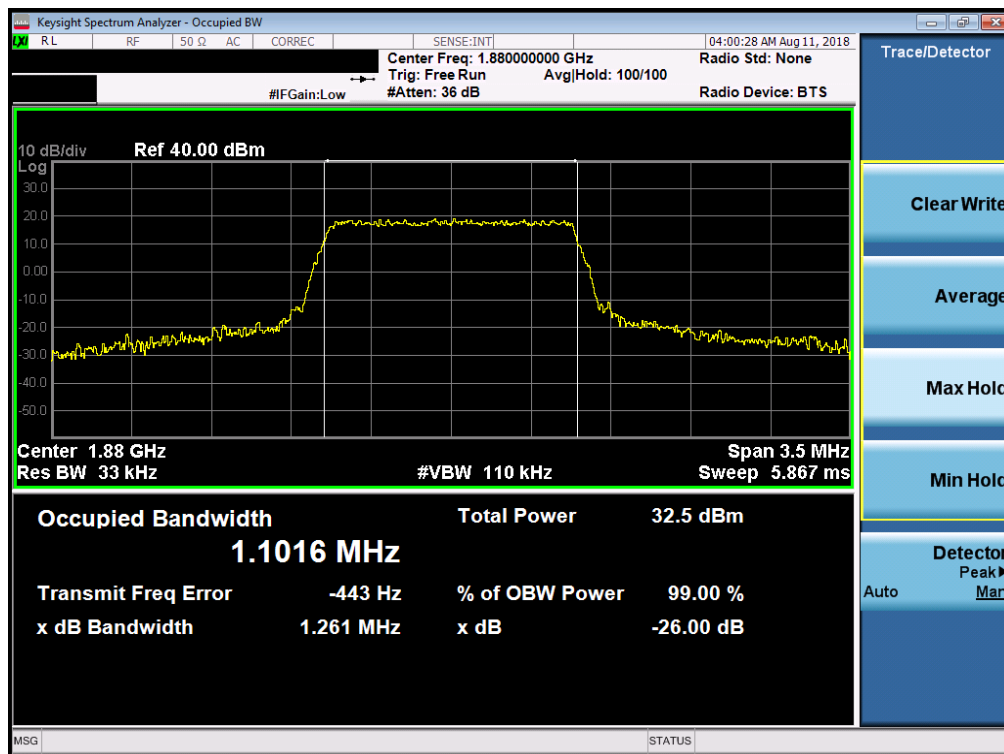 Keysight Spectrum Analyzer - Occupied BW
LXI RL RF 50 Ω AC CORREC SENSE:INT 04:00:28 AM Aug 11, 2018
Center Freq: 1.880000000 GHz Radio Std: None
Trig: Free Run Avg|Hold: 100/100
#IFGain:Low #Atten: 36 dB Radio Device: BTS
10 dB/div Ref 40.00 dBm
Log
30.0
20.0
10.0
0.00
-10.0
-20.0
-30.0
-40.0
-50.0
Center 1.88 GHz Span 3.5 MHz
Res BW 33 kHz #VBW 110 kHz Sweep 5.867 ms
Occupied Bandwidth Total Power 32.5 dBm
1.1016 MHz
Transmit Freq Error -443 Hz % of OBW Power 99.00 %
x dB Bandwidth 1.261 MHz x dB -26.00 dB
MSG STATUS
Trace/Detector
Clear Write
Average
Max Hold
Min Hold
Detector
Peak
Auto Man